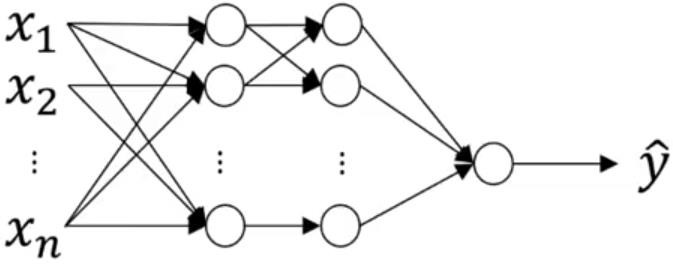 x₁
x₂
⋮ ⋮ ⋮
ŷ
xₙ